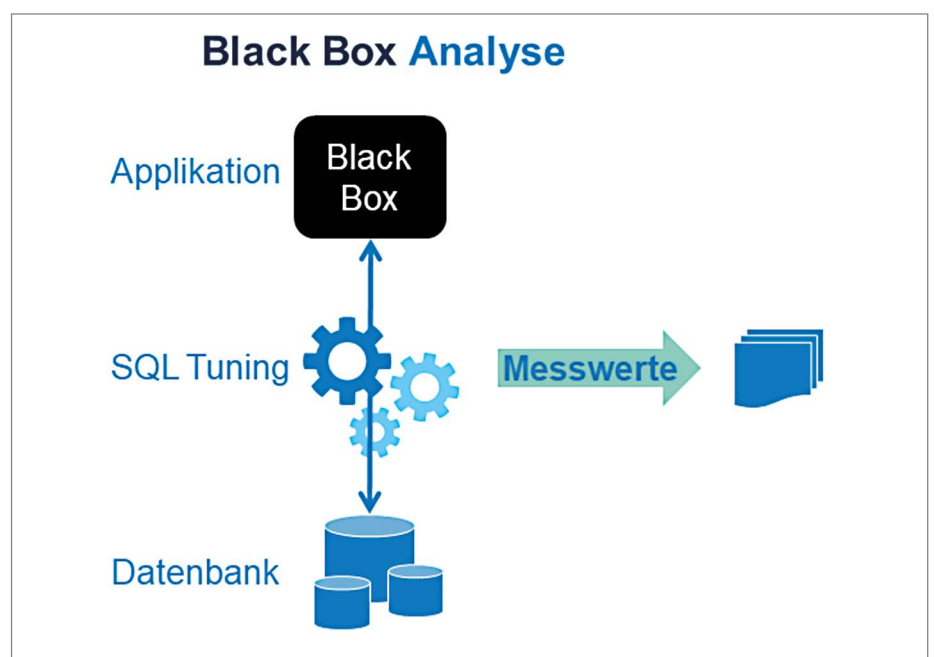 Black Box Analyse
Applikation
Black
Box
SQL Tuning
Messwerte
Datenbank